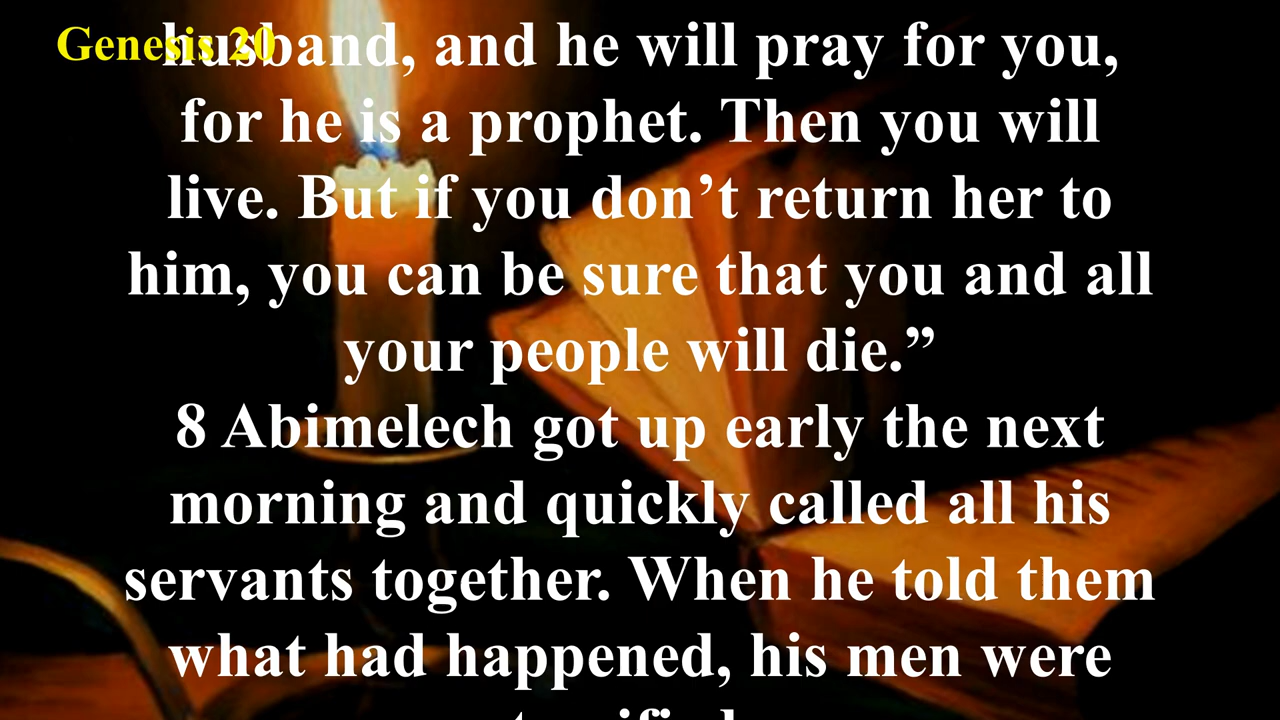 Genesis 20
husband, and he will pray for you,
for he is a prophet. Then you will
live. But if you don’t return her to
him, you can be sure that you and all
your people will die.”
8 Abimelech got up early the next
morning and quickly called all his
servants together. When he told them
what had happened, his men were